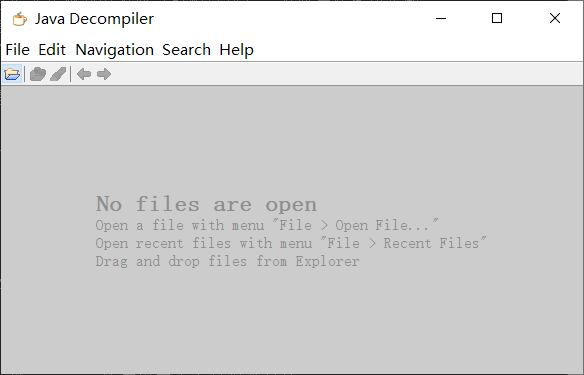 Java Decompiler
File Edit Navigation Search Help
No files are open
Open a file with menu "File > Open File..."
Open recent files with menu "File > Recent Files"
Drag and drop files from Explorer